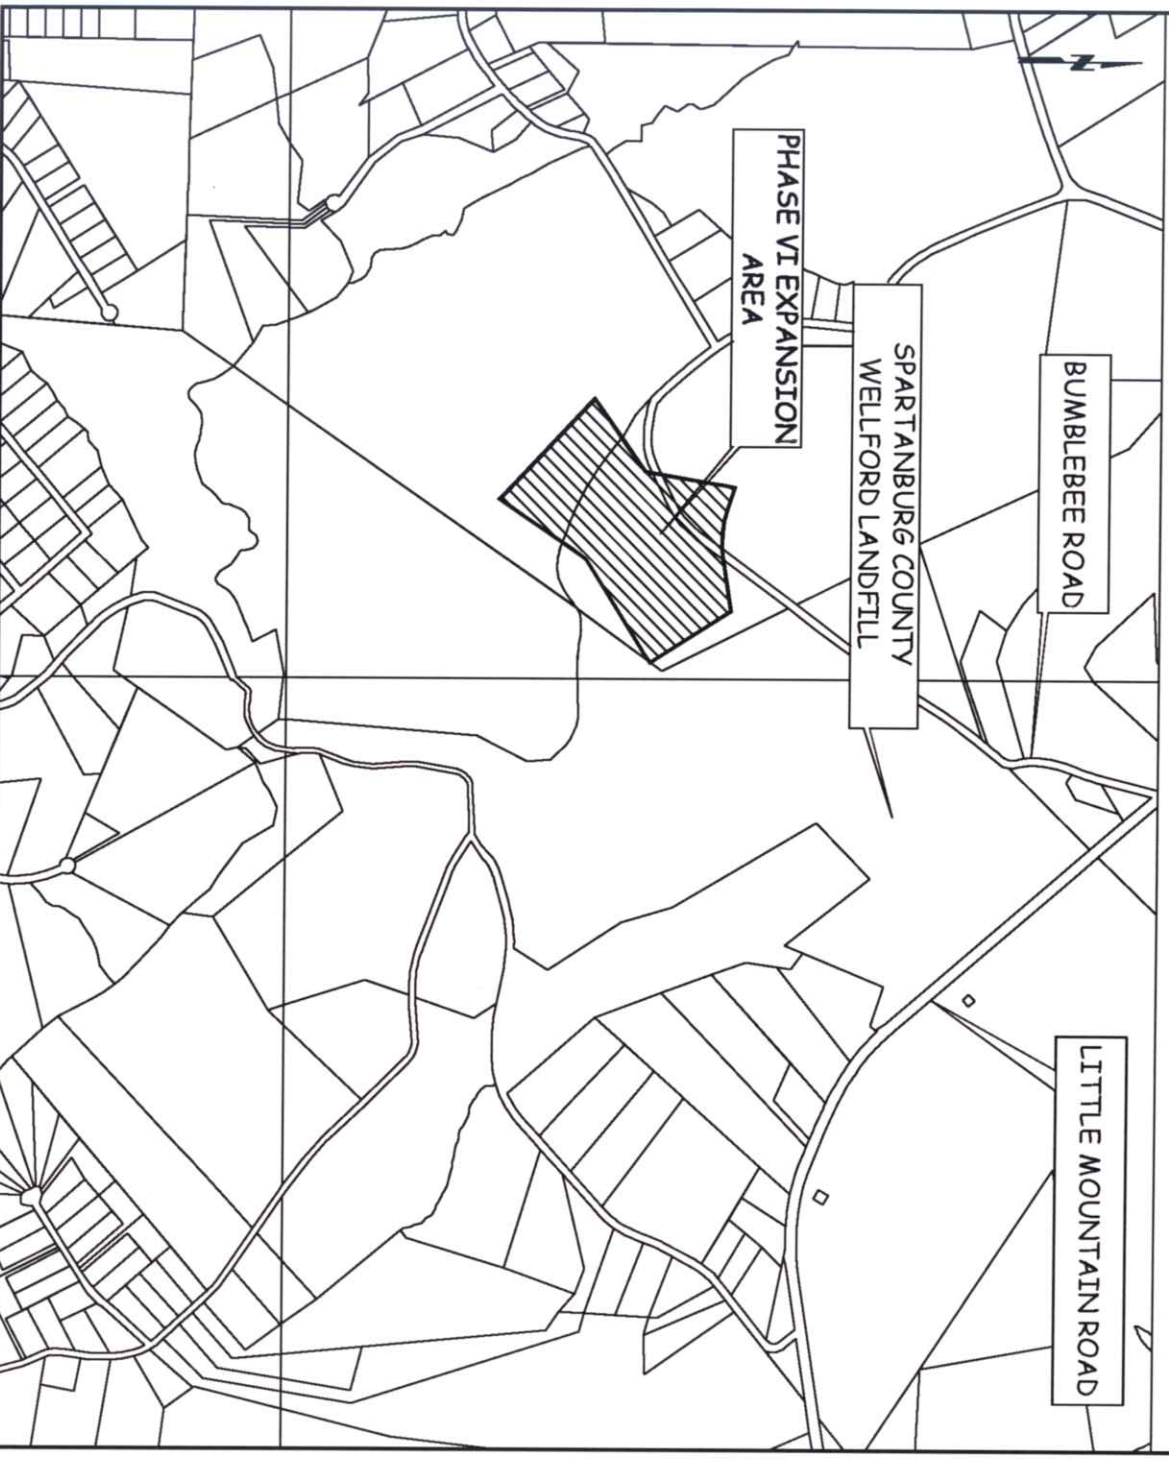 N
BUMBLEBEE ROAD
LITTLE MOUNTAIN ROAD
SPARTANBURG COUNTY
WELLFORD LANDFILL
PHASE VI EXPANSION
AREA